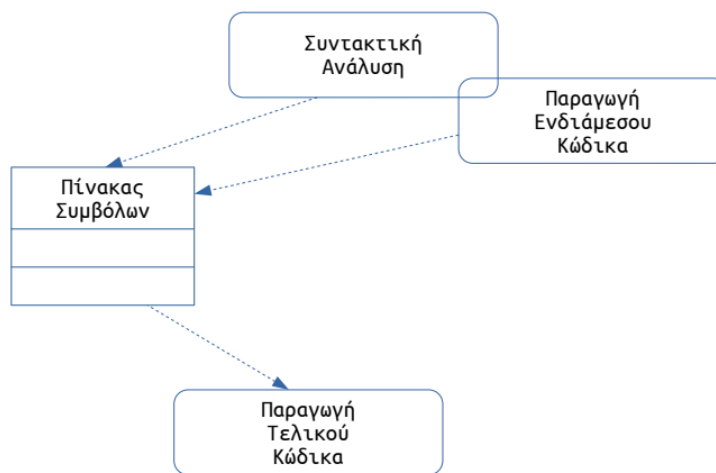 Συντακτική
Ανάλυση
Παραγωγή
Ενδιάμεσου
Κώδικα
Πίνακας
Συμβόλων
Παραγωγή
Τελικού
Κώδικα